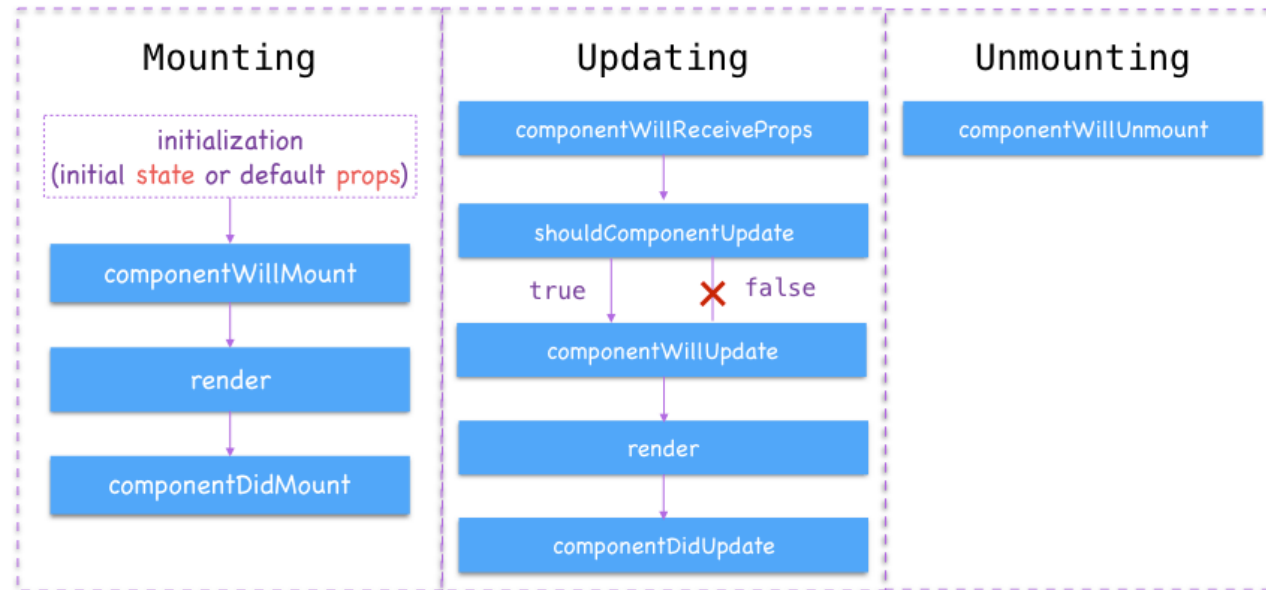 Mounting
initialization
(initial state or default props)
componentWillMount
render
componentDidMount
Updating
componentWillReceiveProps
shouldComponentUpdate
true
false
componentWillUpdate
render
componentDidUpdate
Unmounting
componentWillUnmount